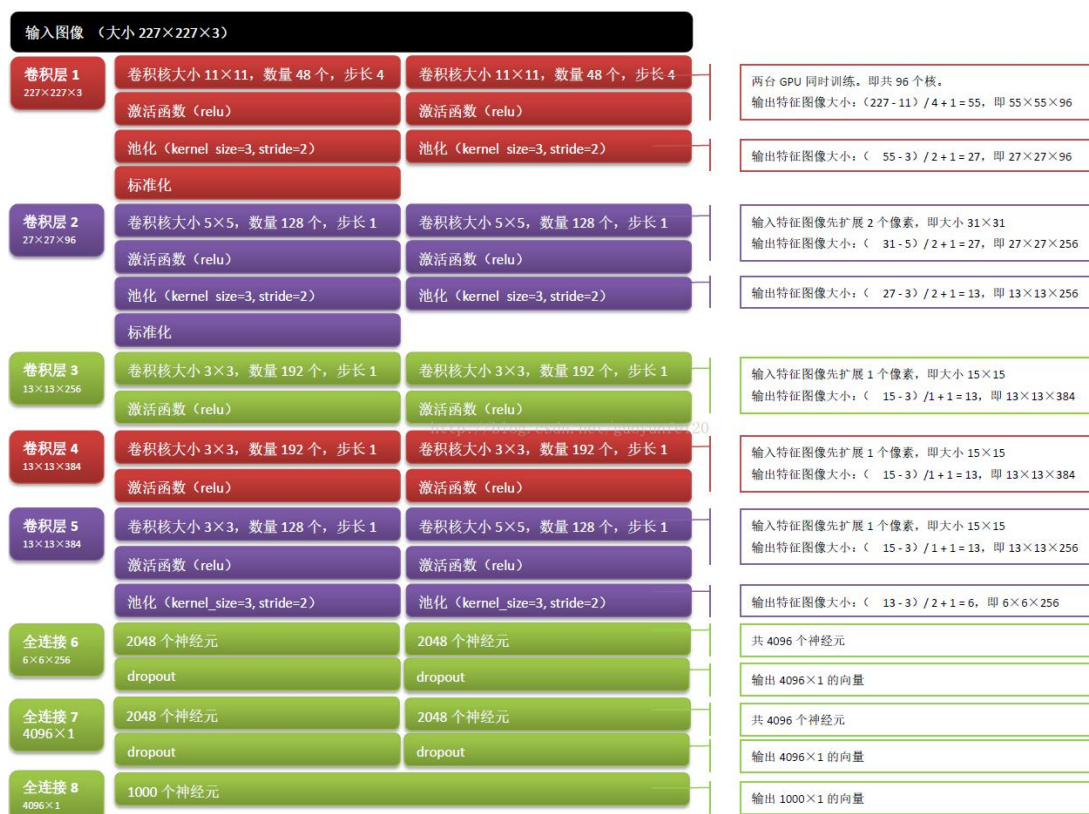 输入图像 （大小 227×227×3）
卷积层 1
227×227×3
卷积核大小 11×11，数量 48 个，步长 4
卷积核大小 11×11，数量 48 个，步长 4
两台 GPU 同时训练。即共 96 个核。
输出特征图像大小：（227 - 11）/ 4 + 1 = 55，即 55×55×96
激活函数（relu）
激活函数（relu）
池化（kernel size=3, stride=2）
池化（kernel size=3, stride=2）
输出特征图像大小：（ 55 - 3）/ 2 + 1 = 27，即 27×27×96
标准化
卷积层 2
27×27×96
卷积核大小 5×5，数量 128 个，步长 1
卷积核大小 5×5，数量 128 个，步长 1
输入特征图像先扩展 2 个像素，即大小 31×31
输出特征图像大小：（ 31 - 5）/ 2 + 1 = 27，即 27×27×256
激活函数（relu）
激活函数（relu）
池化（kernel size=3, stride=2）
池化（kernel size=3, stride=2）
输出特征图像大小：（ 27 - 3）/ 2 + 1 = 13，即 13×13×256
标准化
卷积层 3
13×13×256
卷积核大小 3×3，数量 192 个，步长 1
卷积核大小 3×3，数量 192 个，步长 1
输入特征图像先扩展 1 个像素，即大小 15×15
输出特征图像大小：（ 15 - 3）/1 + 1 = 13，即 13×13×384
激活函数（relu）
激活函数（relu）
卷积层 4
13×13×384
卷积核大小 3×3，数量 192 个，步长 1
卷积核大小 3×3，数量 192 个，步长 1
输入特征图像先扩展 1 个像素，即大小 15×15
输出特征图像大小：（ 15 - 3）/1 + 1 = 13，即 13×13×384
激活函数（relu）
激活函数（relu）
卷积层 5
13×13×384
卷积核大小 3×3，数量 128 个，步长 1
卷积核大小 5×5，数量 128 个，步长 1
输入特征图像先扩展 1 个像素，即大小 15×15
输出特征图像大小：（ 15 - 3）/ 1 + 1 = 13，即 13×13×256
激活函数（relu）
激活函数（relu）
池化（kernel_size=3, stride=2）
池化（kernel_size=3, stride=2）
输出特征图像大小：（ 13 - 3）/ 2 + 1 = 6，即 6×6×256
全连接 6
6×6×256
2048 个神经元
2048 个神经元
共 4096 个神经元
dropout
dropout
输出 4096×1 的向量
全连接 7
4096×1
2048 个神经元
2048 个神经元
共 4096 个神经元
dropout
dropout
输出 4096×1 的向量
全连接 8
4096×1
1000 个神经元
输出 1000×1 的向量